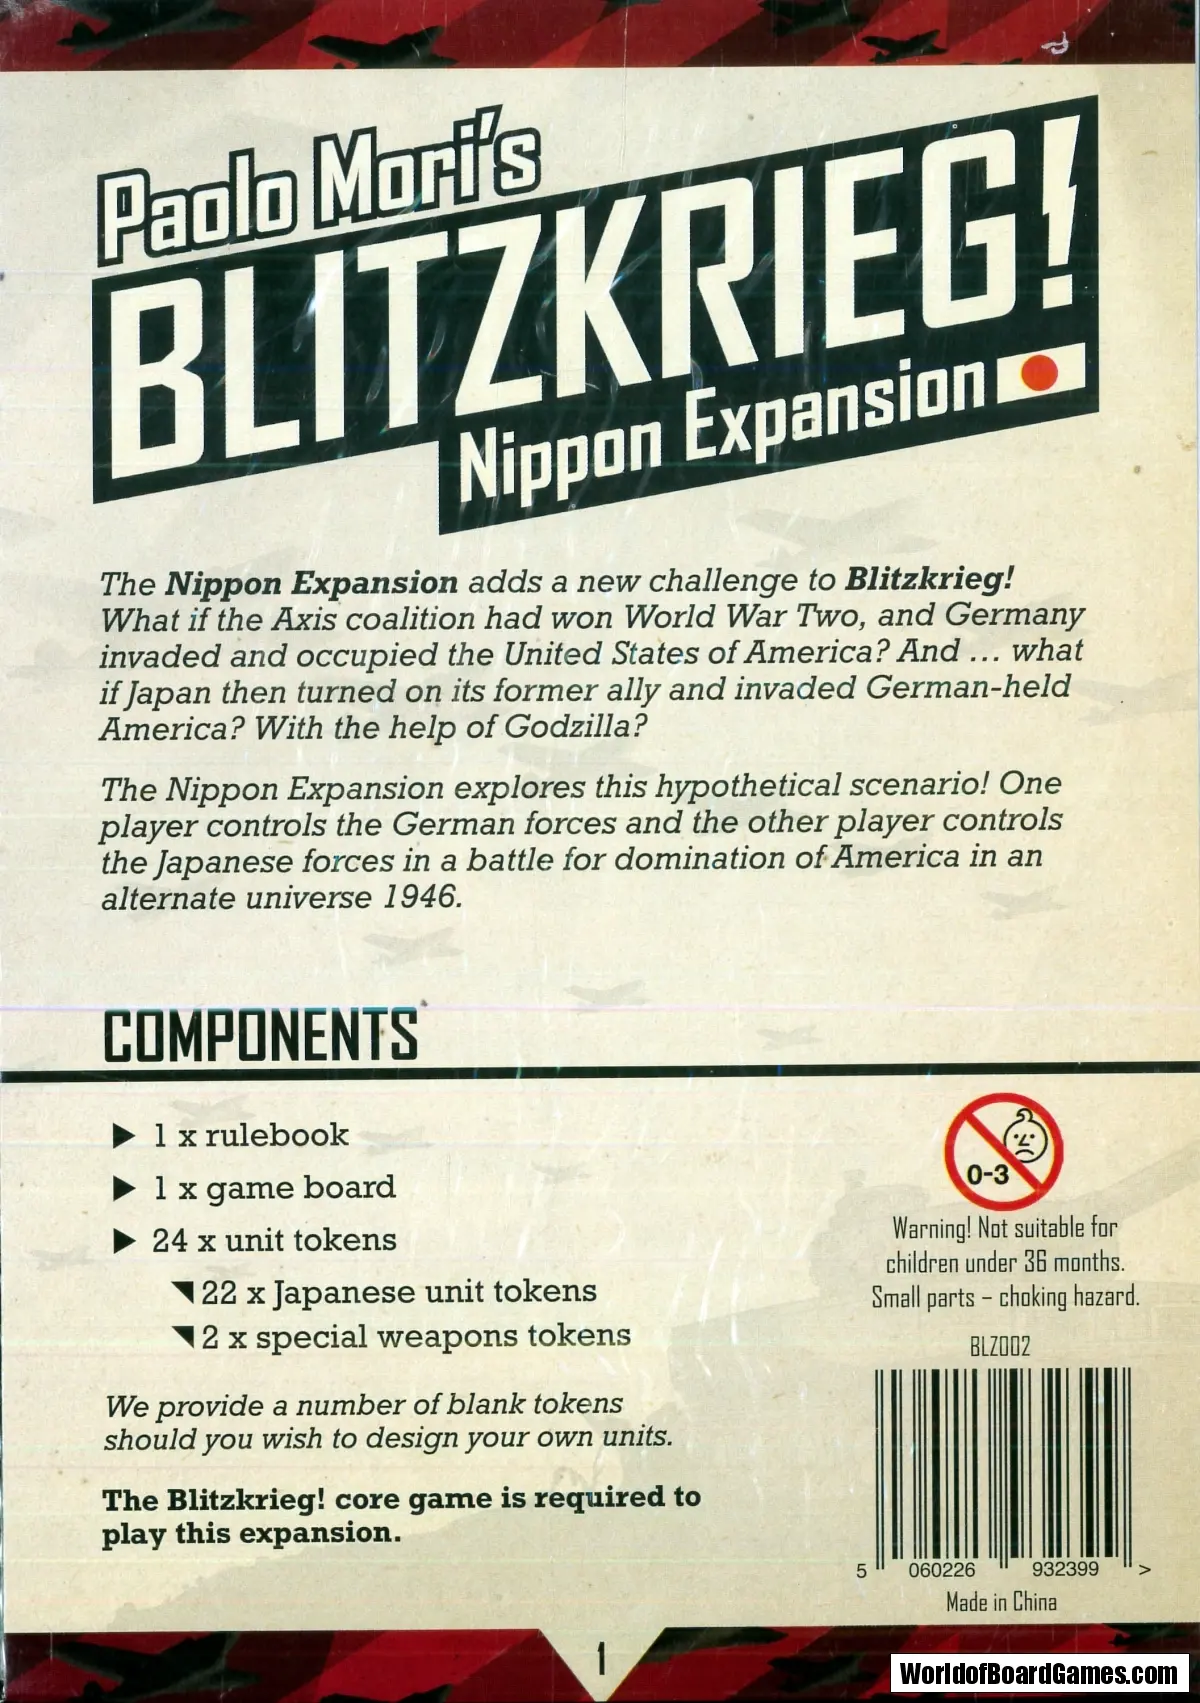 Paolo Mori's
BLITZKRIEG!
Nippon Expansion
The Nippon Expansion adds a new challenge to Blitzkrieg!
What if the Axis coalition had won World War Two, and Germany
invaded and occupied the United States of America? And ... what
if Japan then turned on its former ally and invaded German-held
America? With the help of Godzilla?
The Nippon Expansion explores this hypothetical scenario! One
player controls the German forces and the other player controls
the Japanese forces in a battle for domination of America in an
alternate universe 1946.
COMPONENTS
1 x rulebook
1 x game board
24 x unit tokens
22 x Japanese unit tokens
2 x special weapons tokens
We provide a number of blank tokens
should you wish to design your own units.
The Blitzkrieg! core game is required to
play this expansion.
0-3
Warning! Not suitable for
children under 36 months.
Small parts – choking hazard.
BLZ002
5 060226 932399 >
Made in China
1
WorldofBoardGames.com